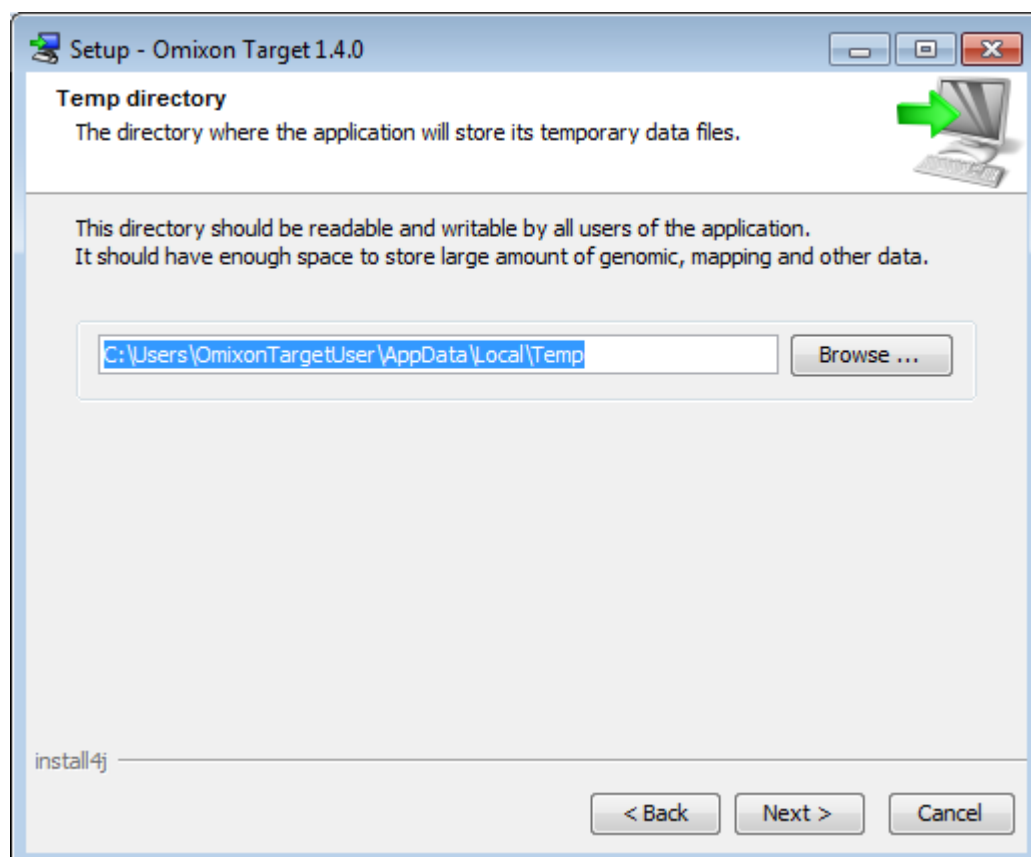 Setup - Omixon Target 1.4.0
Temp directory
The directory where the application will store its temporary data files.
This directory should be readable and writable by all users of the application.
It should have enough space to store large amount of genomic, mapping and other data.
C:\Users\OmixonTargetUser\AppData\Local\Temp
Browse ...
install4j
< Back
Next >
Cancel